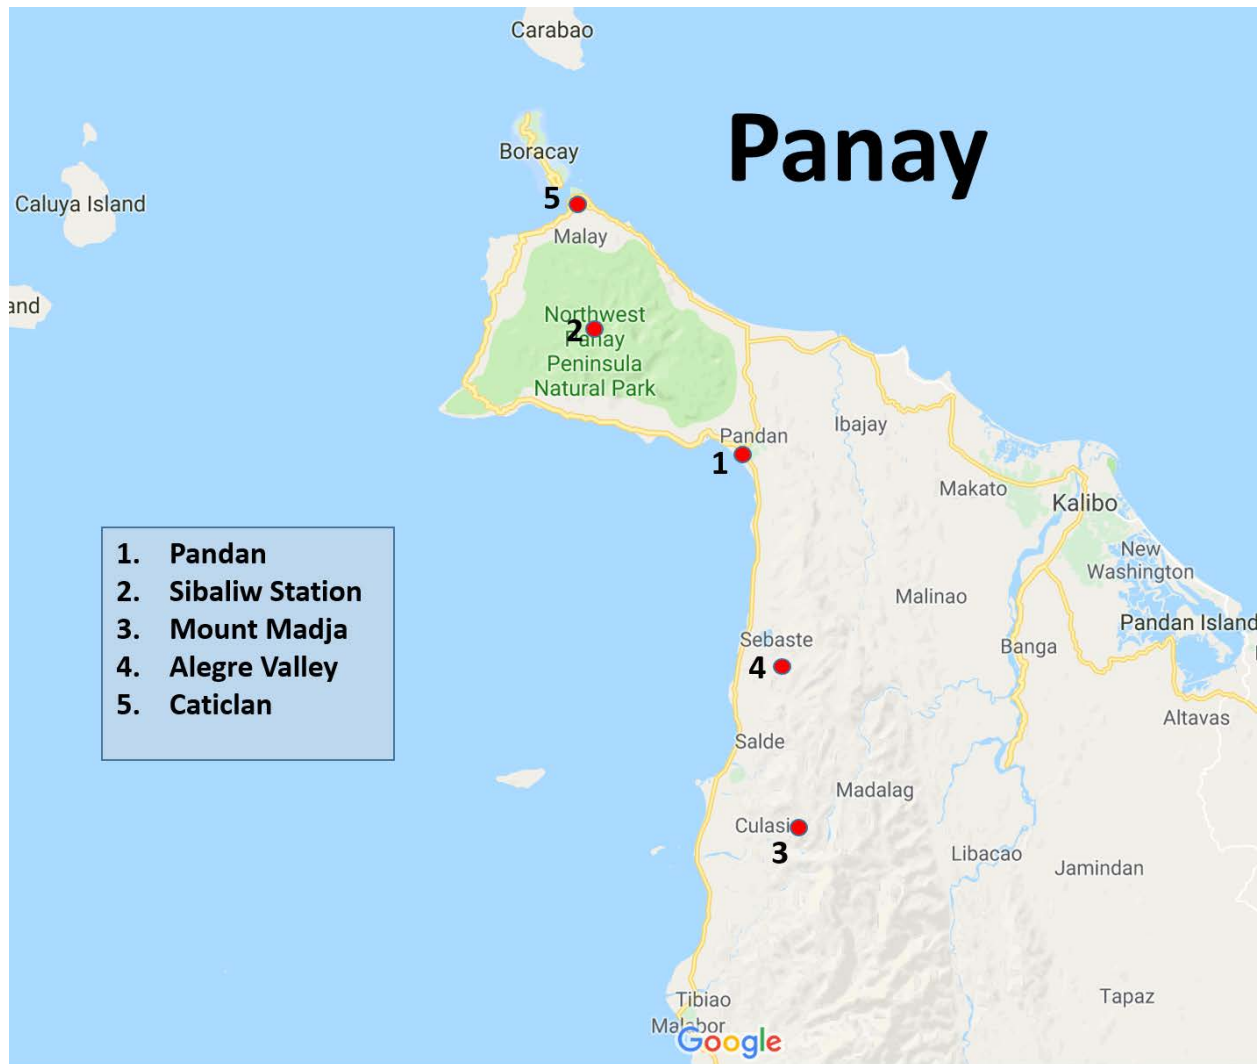 Carabao
Panay
Boracay
5
Caluya Island
Malay
and
Northwest
2
Panay
Peninsula
Natural Park
Ibajay
Pandan
1
Makato
Kalibo
1. Pandan
2. Sibaliw Station
3. Mount Madja
4. Alegre Valley
5. Caticlan
New
Washington
Malinao
Pandan Island
Sebaste
Banga
4
Altavas
Salde
Madalag
Culasi
3
Libacao
Jamindan
Tapaz
Tibiao
Malabor
Google